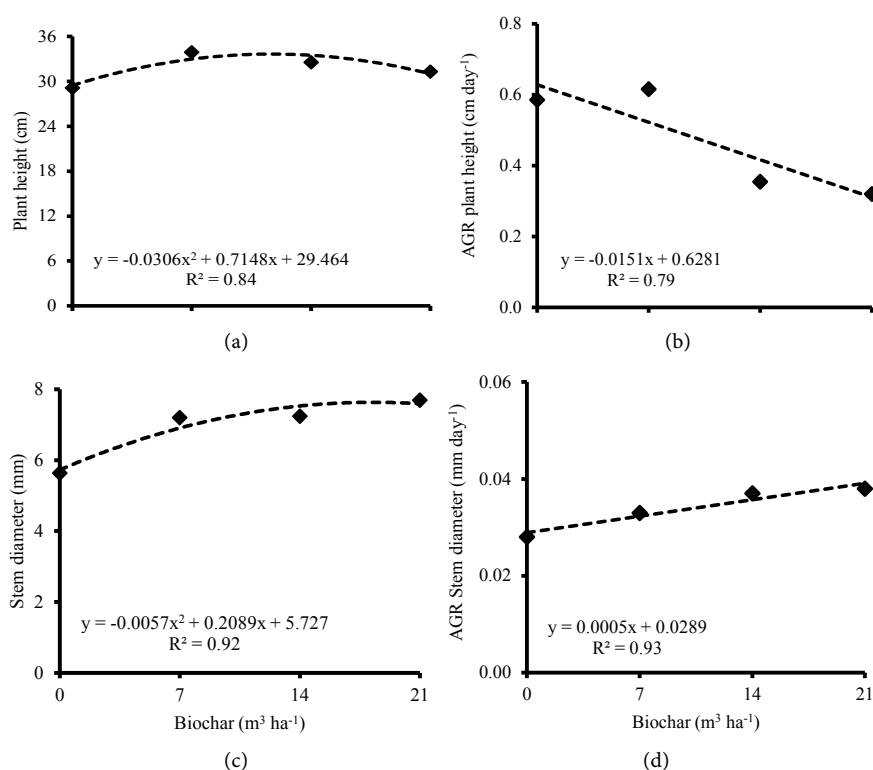 36
30
24
18
12
6
0
Plant height (cm)
y = -0.0306x² + 0.7148x + 29.464
R² = 0.84
(a)
0.8
0.6
0.4
0.2
0.0
AGR plant height (cm day⁻¹)
y = -0.0151x + 0.6281
R² = 0.79
(b)
8
6
4
2
0
Stem diameter (mm)
y = -0.0057x² + 0.2089x + 5.727
R² = 0.92
0 7 14 21
Biochar (m³ ha⁻¹)
(c)
0.06
0.04
0.02
0.00
AGR Stem diameter (mm day⁻¹)
y = 0.0005x + 0.0289
R² = 0.93
0 7 14 21
Biochar (m³ ha⁻¹)
(d)